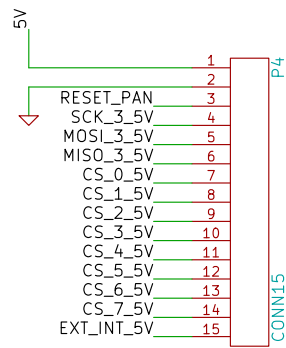 5V
1
P4
2
RESET_PAN 3
SCK_3_5V 4
MOSI_3_5V 5
MISO_3_5V 6
CS_0_5V 7
CS_1_5V 8
CS_2_5V 9
CS_3_5V 10
CS_4_5V 11
CS_5_5V 12
CS_6_5V 13
CS_7_5V 14
EXT_INT_5V 15
CONN15